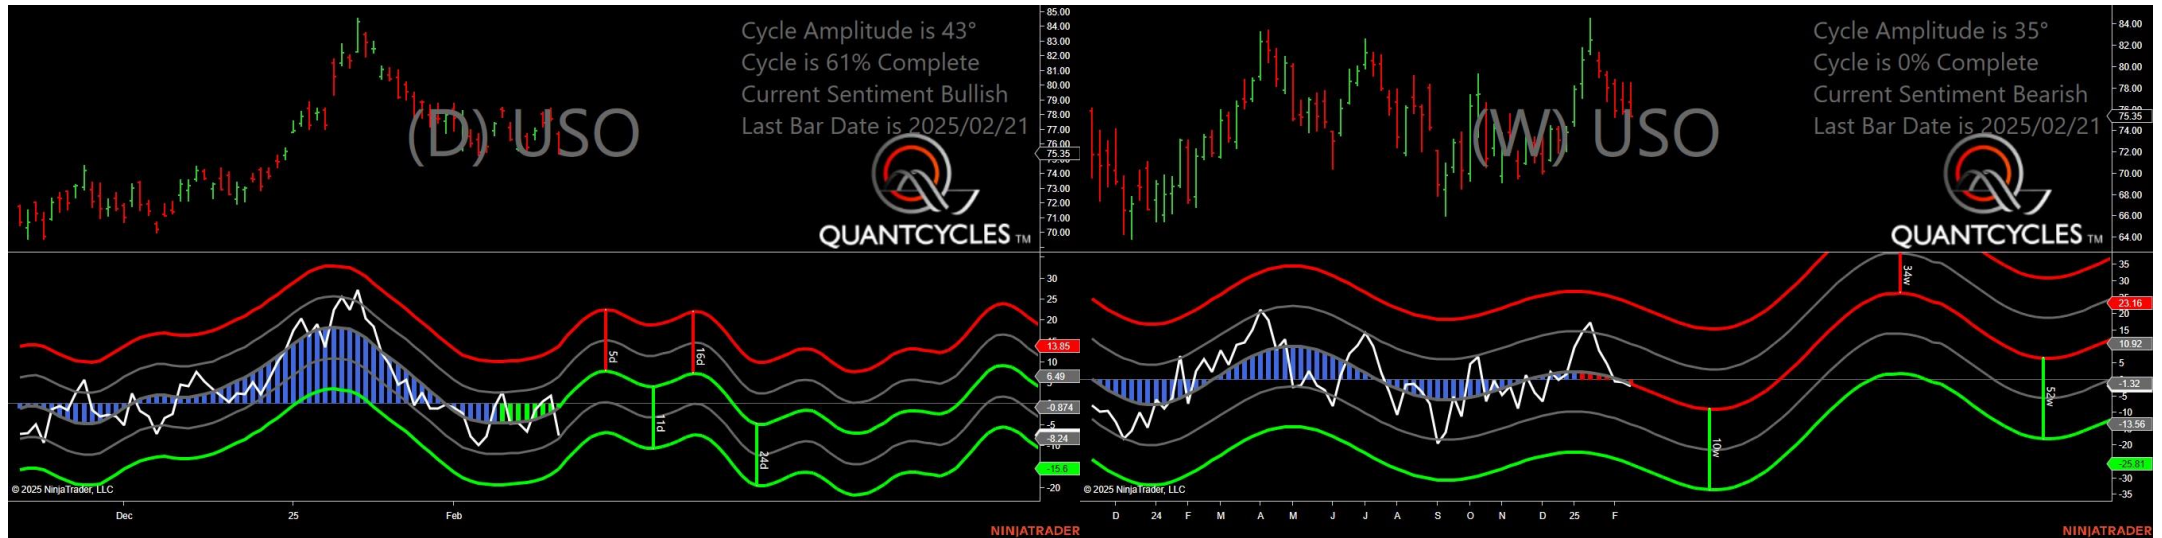 Cycle Amplitude is 43°
Cycle is 61% Complete
Current Sentiment Bullish
Last Bar Date is 2025/02/21
(D) USO
QUANTCYCLES TM
85.00
84.00
83.00
82.00
81.00
80.00
79.00
78.00
77.00
76.00
75.35
74.00
73.00
72.00
71.00
70.00
5d
16d
11d
24d
30
25
20
13.85
10
6.49
-0.874
-5
-8.24
-15.6
-20
© 2025 NinjaTrader, LLC
Dec
25
Feb
NINJATRADER
Cycle Amplitude is 35°
Cycle is 0% Complete
Current Sentiment Bearish
Last Bar Date is 2025/02/21
(W) USO
QUANTCYCLES TM
84.00
82.00
80.00
78.00
75.35
74.00
72.00
70.00
68.00
66.00
64.00
34w
10w
52w
35
30
23.16
20
15
10.92
5
-1.32
-5
-10
-13.56
-20
-25.81
-30
-35
© 2025 NinjaTrader, LLC
D
24
F
M
A
M
J
J
A
S
O
N
D
25
F
NINJATRADER